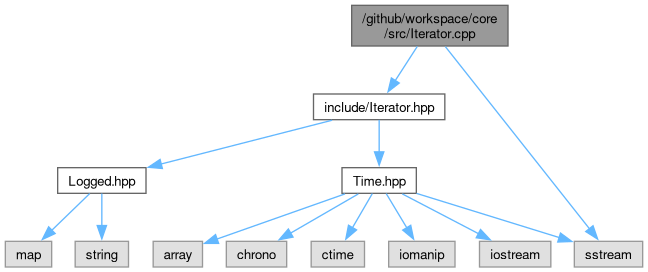 /github/workspace/core
/src/Iterator.cpp
include/Iterator.hpp
Logged.hpp
Time.hpp
map
string
array
chrono
ctime
iomanip
iostream
sstream